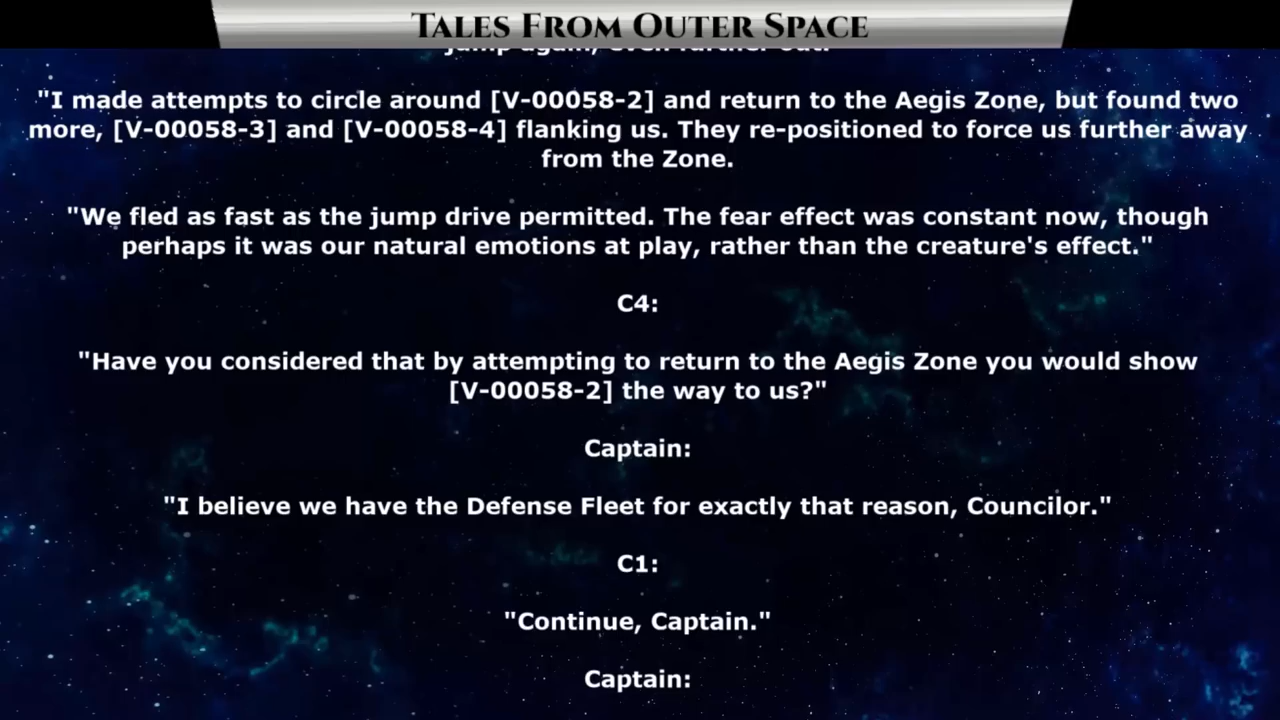 Tales From Outer Space
jump again, even further out.
"I made attempts to circle around [V-00058-2] and return to the Aegis Zone, but found two
more, [V-00058-3] and [V-00058-4] flanking us. They re-positioned to force us further away
from the Zone.
"We fled as fast as the jump drive permitted. The fear effect was constant now, though
perhaps it was our natural emotions at play, rather than the creature's effect."
C4:
"Have you considered that by attempting to return to the Aegis Zone you would show
[V-00058-2] the way to us?"
Captain:
"I believe we have the Defense Fleet for exactly that reason, Councilor."
C1:
"Continue, Captain."
Captain: